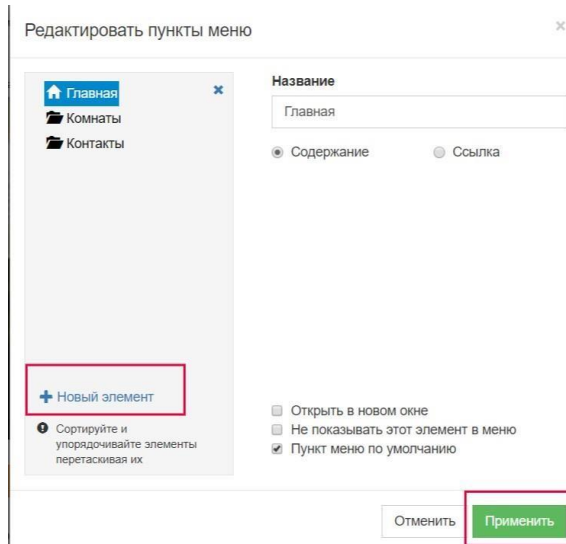 Редактировать пункты меню
Главная
Комнаты
Контакты
Новый элемент
Сортируйте и
упорядочивайте элементы
перетаскивая их
Название
Главная
Содержание
Ссылка
Открыть в новом окне
Не показывать этот элемент в меню
Пункт меню по умолчанию
Отменить
Применить